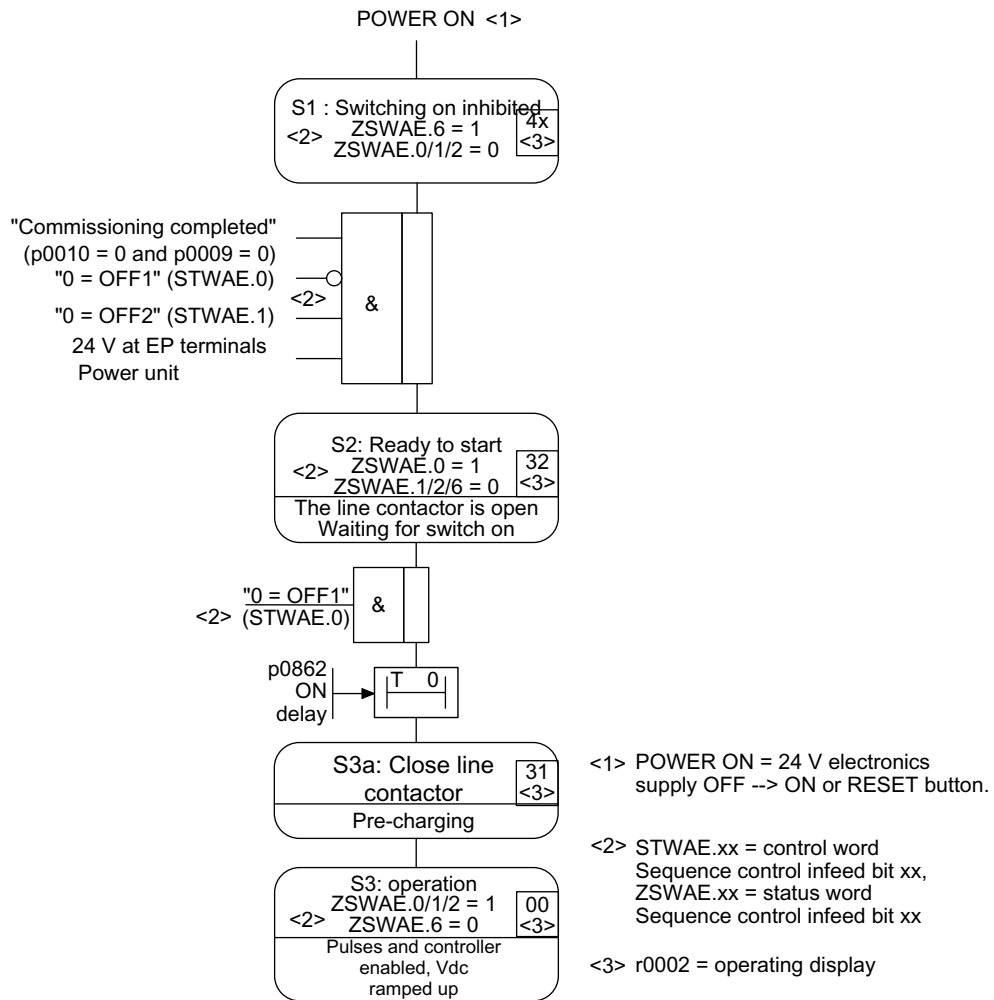 POWER ON <1>
S1 : Switching on inhibited
<2> ZSWAE.6 = 1
ZSWAE.0/1/2 = 0
4x
<3>
"Commissioning completed"
(p0010 = 0 and p0009 = 0)
"0 = OFF1" (STWAE.0)
<2>
"0 = OFF2" (STWAE.1)
24 V at EP terminals
Power unit
&
S2: Ready to start
<2> ZSWAE.0 = 1
ZSWAE.1/2/6 = 0
32
<3>
The line contactor is open
Waiting for switch on
"0 = OFF1"
<2> (STWAE.0)
&
p0862
ON
delay
T 0
S3a: Close line
contactor
31
<3>
Pre-charging
S3: operation
ZSWAE.0/1/2 = 1
<2> ZSWAE.6 = 0
00
<3>
Pulses and controller
enabled, Vdc
ramped up
<1> POWER ON = 24 V electronics
supply OFF --> ON or RESET button.
<2> STWAE.xx = control word
Sequence control infeed bit xx,
ZSWAE.xx = status word
Sequence control infeed bit xx
<3> r0002 = operating display